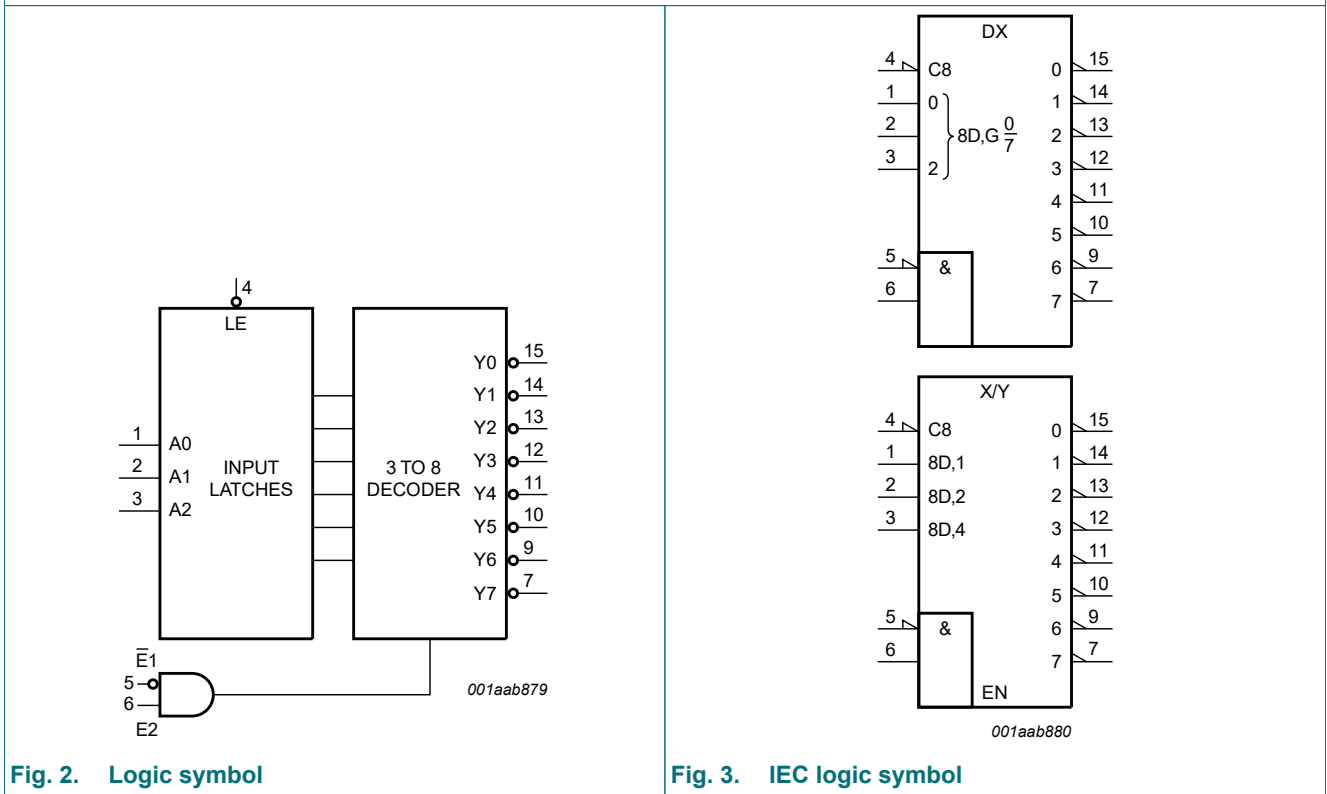 4
LE
1
A0
2
A1
3
A2
INPUT
LATCHES
3 TO 8
DECODER
Y0
15
Y1
14
Y2
13
Y3
12
Y4
11
Y5
10
Y6
9
Y7
7
E̅1
5
6
E2
001aab879
Fig. 2. Logic symbol
DX
4
C8
0
15
1
0
1
14
2
8D,G 0/7
2
13
3
2
3
12
4
11
5
10
5
&
6
9
6
7
7
X/Y
4
C8
0
15
1
8D,1
1
14
2
8D,2
2
13
3
8D,4
3
12
4
11
5
10
5
&
6
9
6
7
7
EN
001aab880
Fig. 3. IEC logic symbol